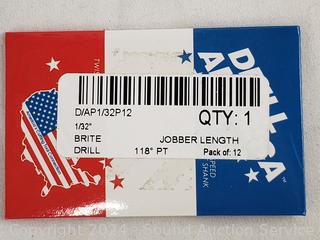 D/AP1/32P12
QTY: 1
1/32"
BRITE JOBBER LENGTH
DRILL 118° PT Pack of: 12
SHANK
Copyright 2024 Sound Auction Service